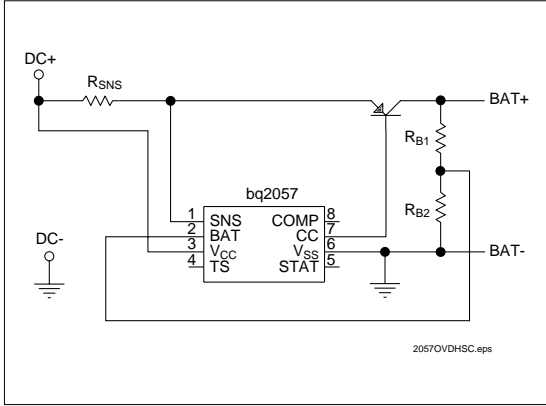 DC+
RSNS
BAT+
RB1
bq2057
1 SNS COMP 8
2 BAT CC 7
3 VCC VSS 6
4 TS STAT 5
RB2
DC-
BAT-
2057OVDHSC.eps